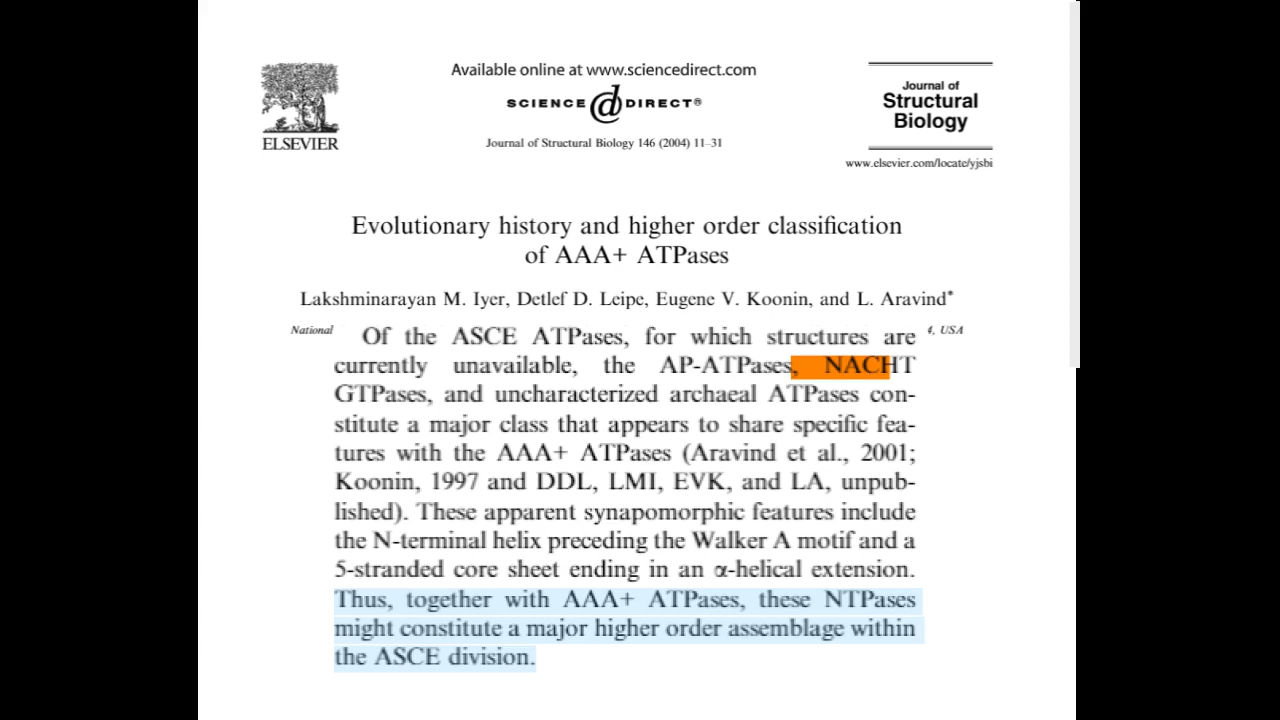 Available online at www.sciencedirect.com
SCIENCE d DIRECT®
Journal of Structural Biology 146 (2004) 11–31
ELSEVIER
Journal of
Structural
Biology
www.elsevier.com/locate/yjsbi
Evolutionary history and higher order classification
of AAA+ ATPases
Lakshminarayan M. Iyer, Detlef D. Leipe, Eugene V. Koonin, and L. Aravind*
National
4, USA
Of the ASCE ATPases, for which structures are
currently unavailable, the AP-ATPases, NACHT
GTPases, and uncharacterized archaeal ATPases con-
stitute a major class that appears to share specific fea-
tures with the AAA+ ATPases (Aravind et al., 2001;
Koonin, 1997 and DDL, LMI, EVK, and LA, unpub-
lished). These apparent synapomorphic features include
the N-terminal helix preceding the Walker A motif and a
5-stranded core sheet ending in an α-helical extension.
Thus, together with AAA+ ATPases, these NTPases
might constitute a major higher order assemblage within
the ASCE division.